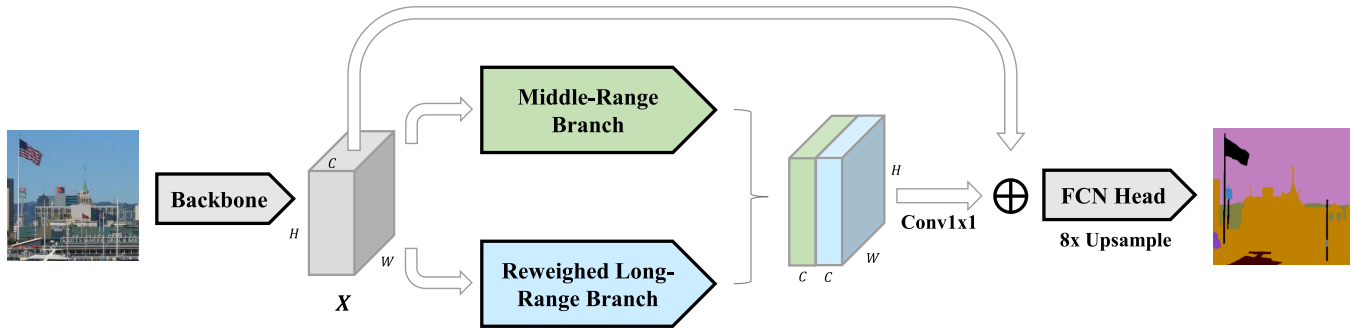 Backbone
C
H
W
X
Middle-Range
Branch
Reweighed Long-
Range Branch
H
W
C
C
Conv1x1
FCN Head
8x Upsample